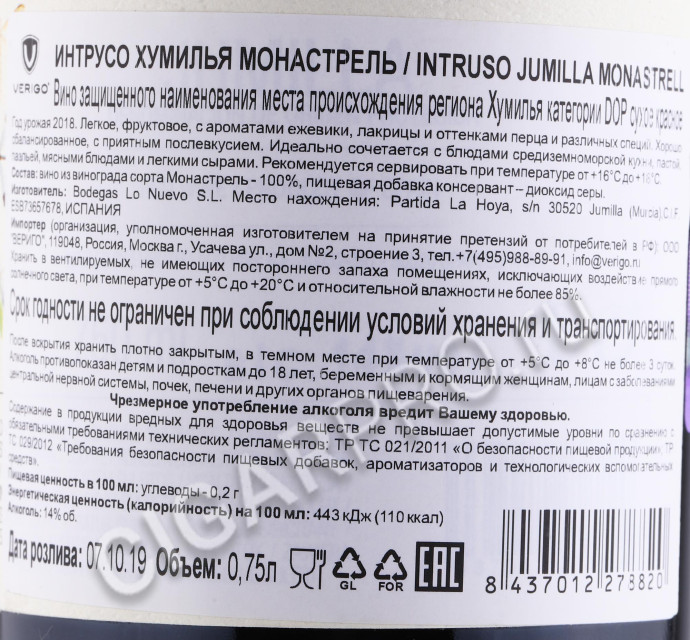 VERIGO
ИНТРУСО ХУМИЛЬЯ МОНАСТРЕЛЬ / INTRUSO JUMILLA MONASTRELL
Вино защищенного наименования места происхождения региона Хумилья категории DOP сухое красное
Год урожая 2018. Легкое, фруктовое, с ароматами ежевики, лакрицы и оттенками перца и различных специй. Хорошо
сбалансированное, с приятным послевкусием. Идеально сочетается с блюдами средиземноморской кухни, пастой,
паэльей, мясными блюдами и легкими сырами. Рекомендуется сервировать при температуре от +16°С до +18°С.
Состав: вино из винограда сорта Монастрель - 100%, пищевая добавка консервант – диоксид серы.
Изготовитель: Bodegas Lo Nuevo S.L. Место нахождения: Partida La Hoya, s/n 30520 Jumilla (Murcia),C.I.F.
ESB73657678, ИСПАНИЯ
Импортер (организация, уполномоченная изготовителем на принятие претензий от потребителей в РФ): ООО
"ВЕРИГО", 119048, Россия, Москва г., Усачева ул., дом №2, строение 3, тел.+7(495)988-89-91, info@verigo.ru
Хранить в вентилируемых, не имеющих постороннего запаха помещениях, исключающих воздействие прямого
солнечного света, при температуре от +5°С до +20°С и относительной влажности не более 85%.
Срок годности не ограничен при соблюдении условий хранения и транспортирования.
После вскрытия хранить плотно закрытым, в темном месте при температуре от +5°С до +8°С не более 3 суток.
Алкоголь противопоказан детям и подросткам до 18 лет, беременным и кормящим женщинам, лицам с заболеваниями
центральной нервной системы, почек, печени и других органов пищеварения.
Чрезмерное употребление алкоголя вредит Вашему здоровью.
Содержание в продукции вредных для здоровья веществ не превышает допустимые уровни по сравнению с
обязательными требованиями технических регламентов: ТР ТС 021/2011 «О безопасности пищевой продукции», ТР
ТС 029/2012 «Требования безопасности пищевых добавок, ароматизаторов и технологических вспомогательных
средств».
Пищевая ценность в 100 мл: углеводы - 0,2 г
Энергетическая ценность (калорийность) на 100 мл: 443 кДж (110 ккал)
Алкоголь: 14% об.
Дата розлива: 07.10.19 Объем: 0,75л
GL
FOR
EAC
8 437012 278820
CIGARPRO.ru